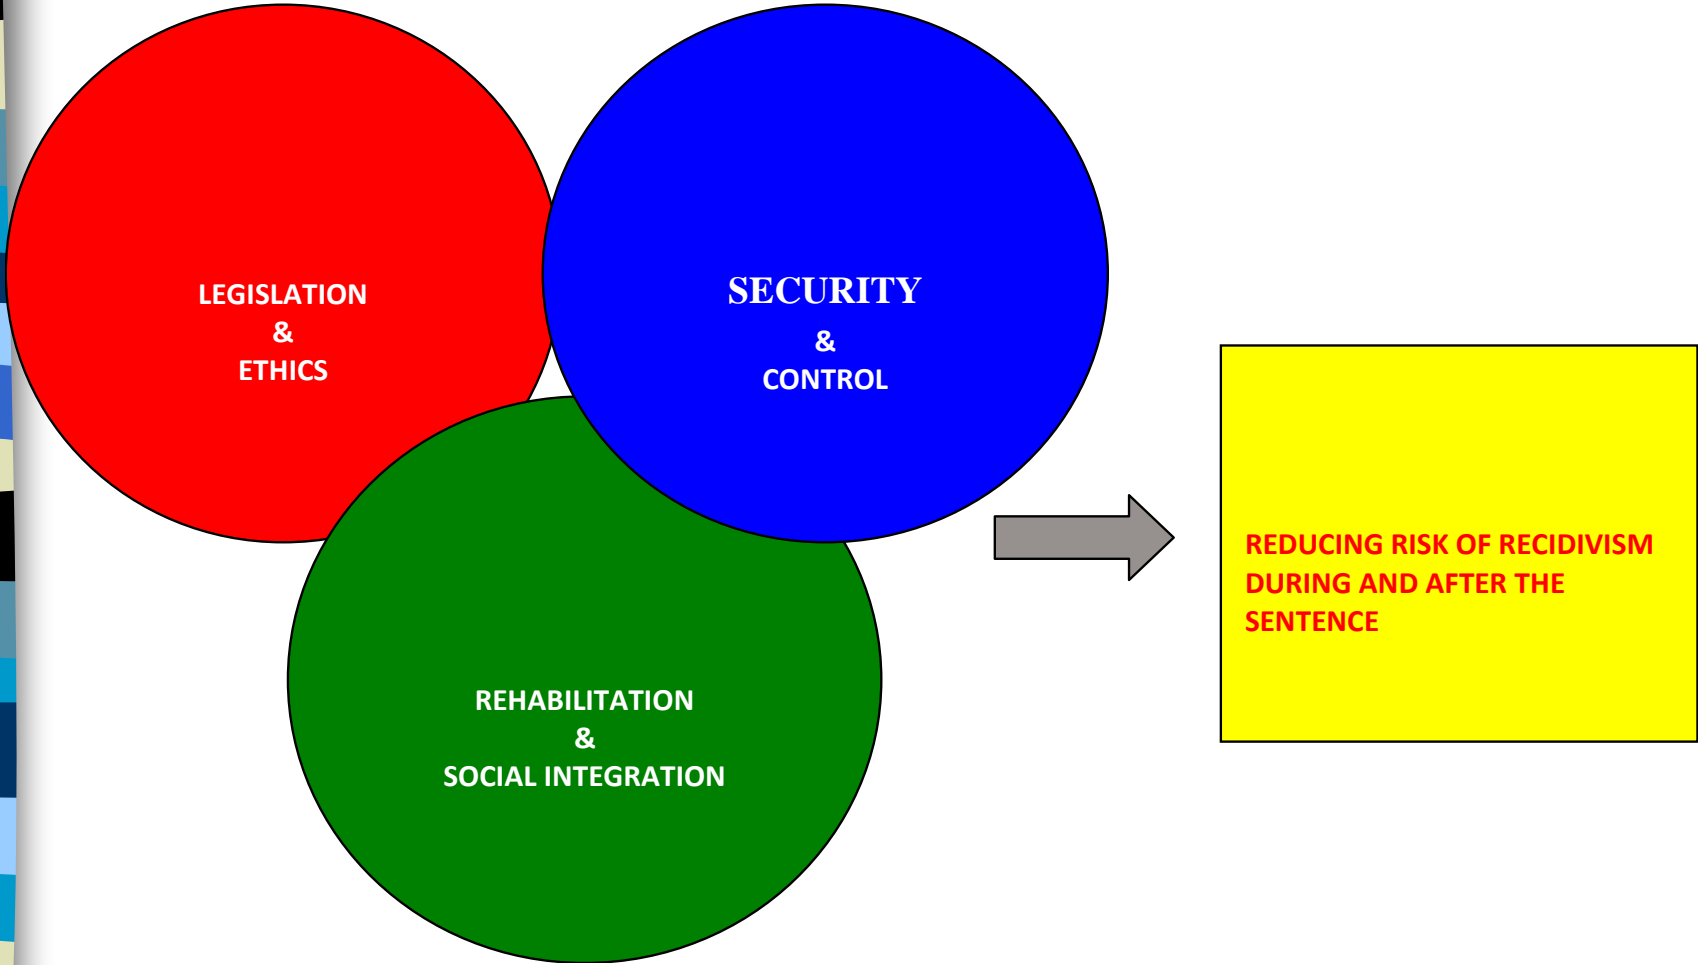 LEGISLATION
&
ETHICS
SECURITY
&
CONTROL
REHABILITATION
&
SOCIAL INTEGRATION
REDUCING RISK OF RECIDIVISM
DURING AND AFTER THE
SENTENCE